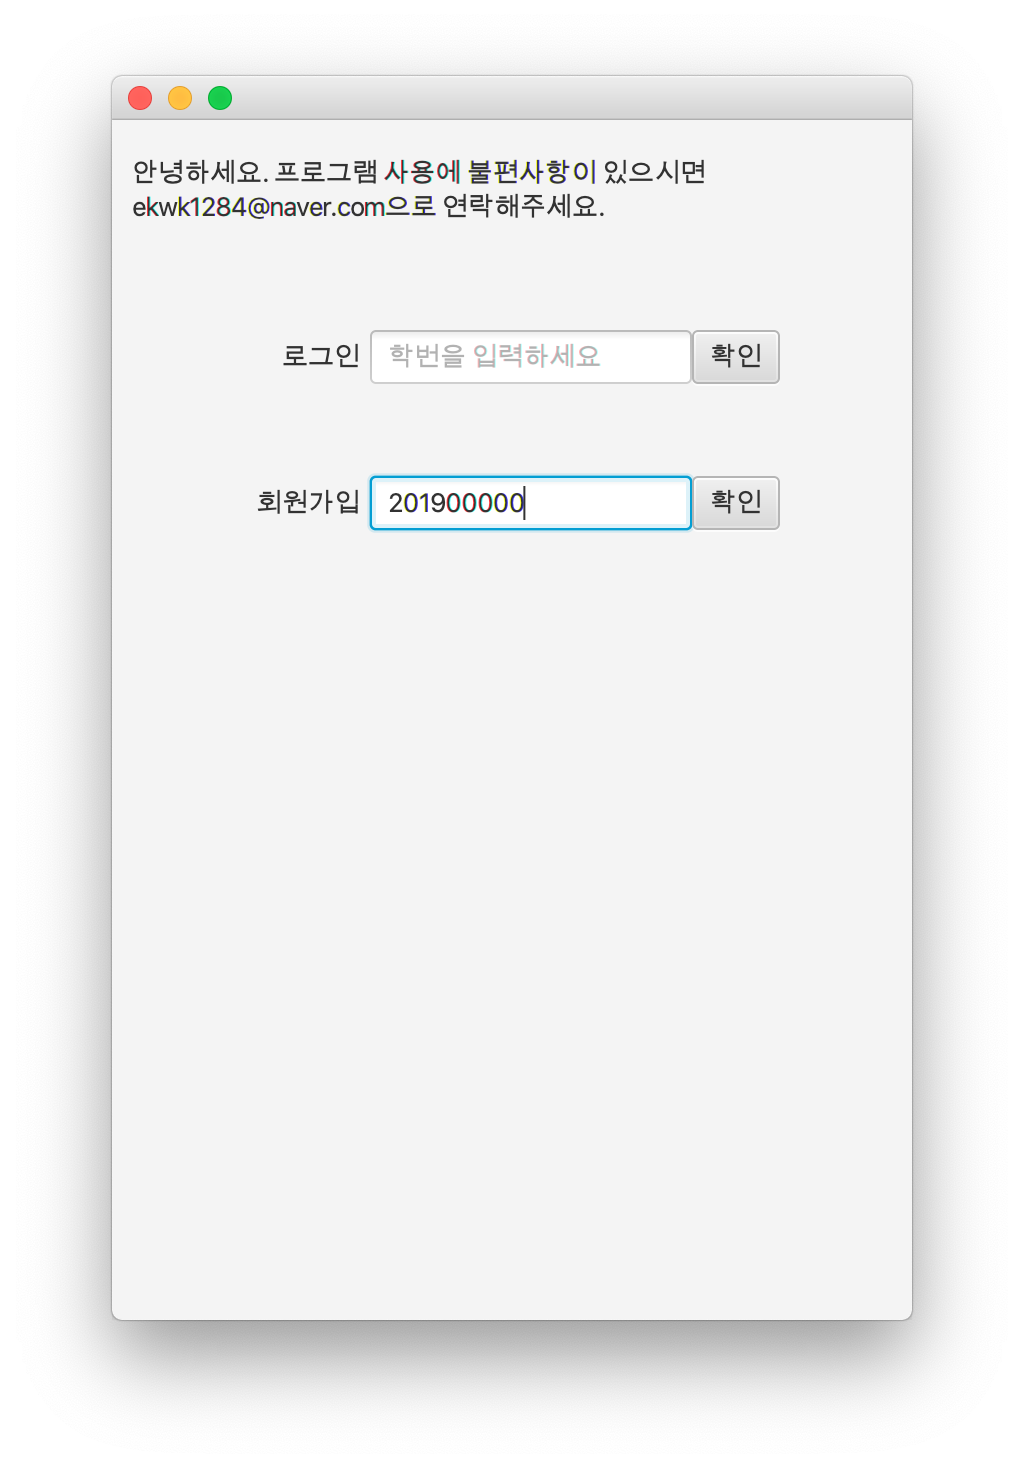 안녕하세요. 프로그램 사용에 불편사항이 있으시면
ekwk1284@naver.com으로 연락해주세요.
로그인 학번을 입력하세요 확인
회원가입 201900000 확인